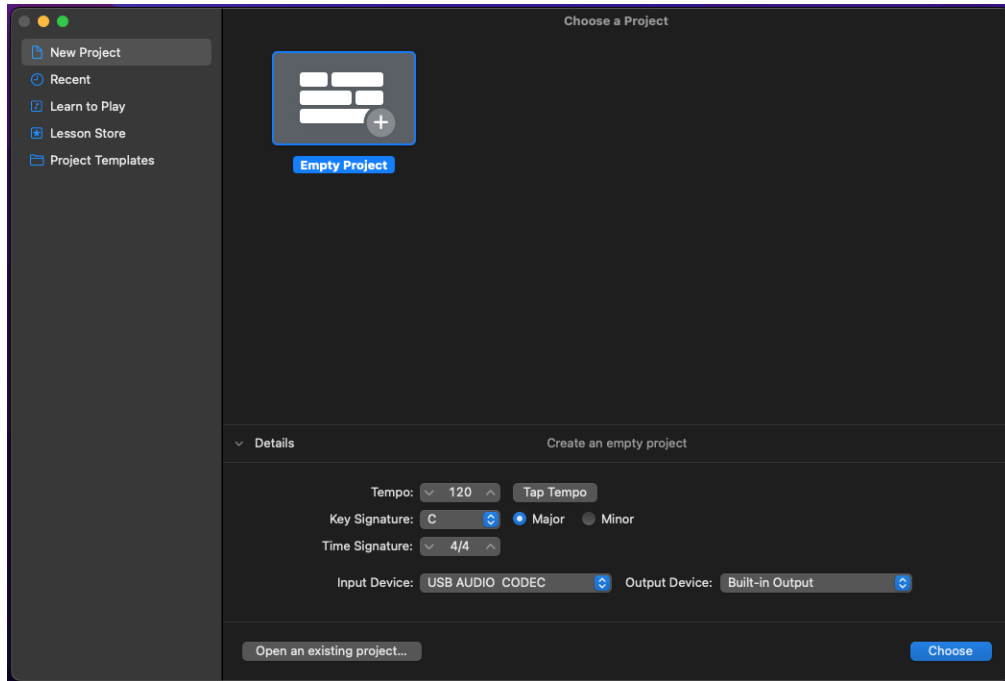 Choose a Project
New Project
Recent
Learn to Play
Lesson Store
Project Templates
Empty Project
Details
Create an empty project
Tempo: 120 Tap Tempo
Key Signature: C Major Minor
Time Signature: 4/4
Input Device: USB AUDIO CODEC Output Device: Built-in Output
Open an existing project... Choose